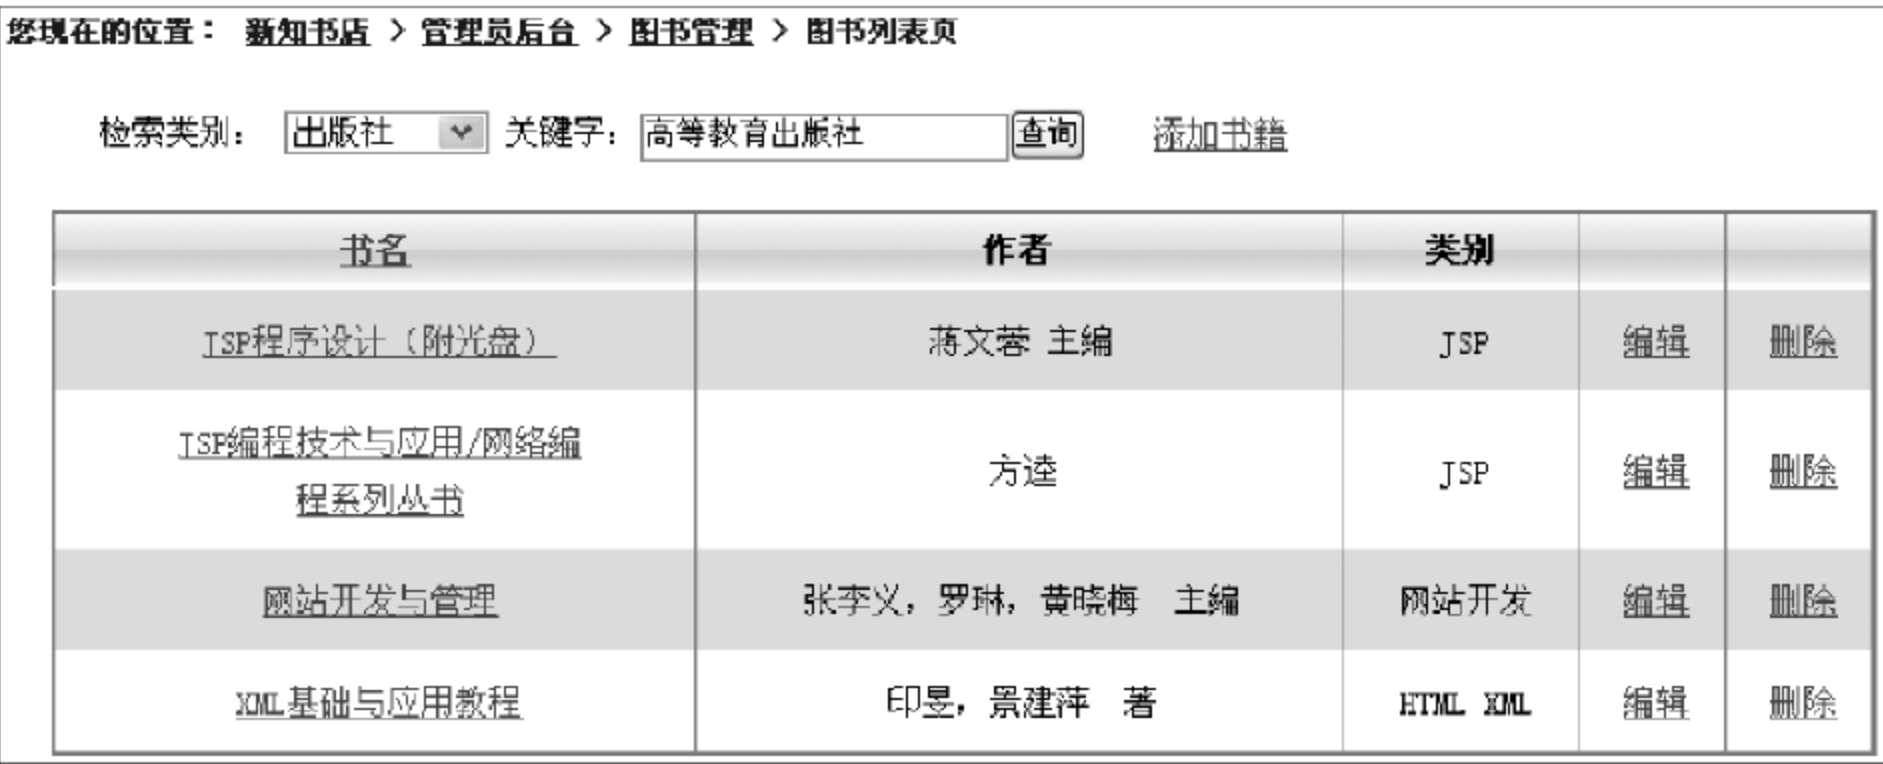 您现在的位置： 新知书店 > 管理员后台 > 图书管理 > 图书列表页
检索类别： 出版社 关键字： 高等教育出版社 查询 添加书籍
书名 作者 类别
JSP程序设计（附光盘） 蒋文蓉 主编 JSP 编辑 删除
JSP编程技术与应用/网络编
程系列丛书 方逵 JSP 编辑 删除
网站开发与管理 张李义，罗琳，黄晓梅 主编 网站开发 编辑 删除
XML基础与应用教程 印旻，景建萍 著 HTML XML 编辑 删除